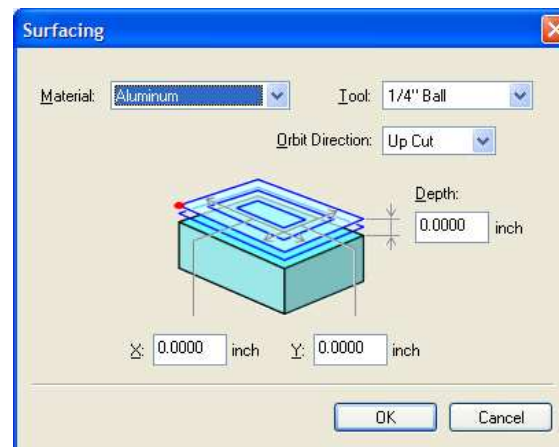 Surfacing
Material: Aluminum Tool: 1/4" Ball
Orbit Direction: Up Cut
Depth:
0.0000 inch
X: 0.0000 inch Y: 0.0000 inch
OK Cancel